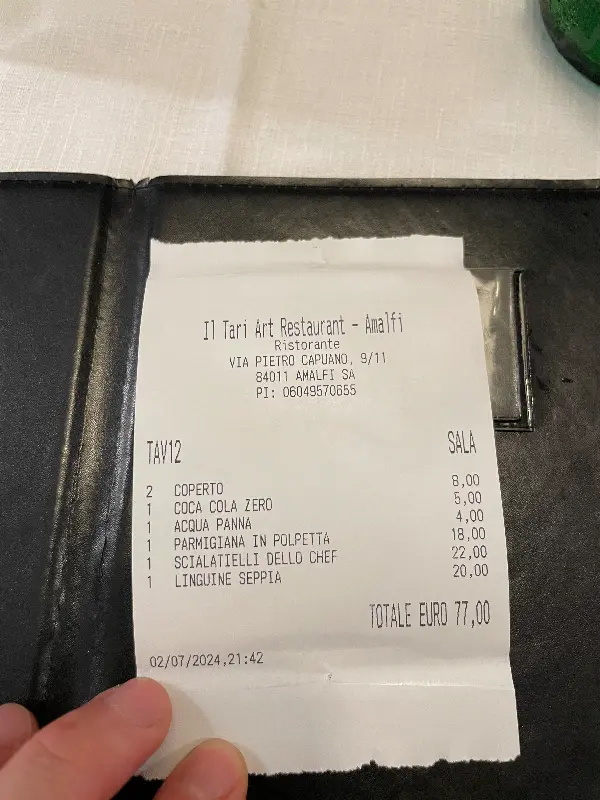 Il Tari Art Restaurant - Amalfi
Ristorante
VIA PIETRO CAPUANO, 9/11
84011 AMALFI SA
PI: 06049570655
TAV12 SALA
2 COPERTO 8,00
1 COCA COLA ZERO 5,00
1 ACQUA PANNA 4,00
1 PARMIGIANA IN POLPETTA 18,00
1 SCIALATIELLI DELLO CHEF 22,00
1 LINGUINE SEPPIA 20,00
TOTALE EURO 77,00
02/07/2024,21:42